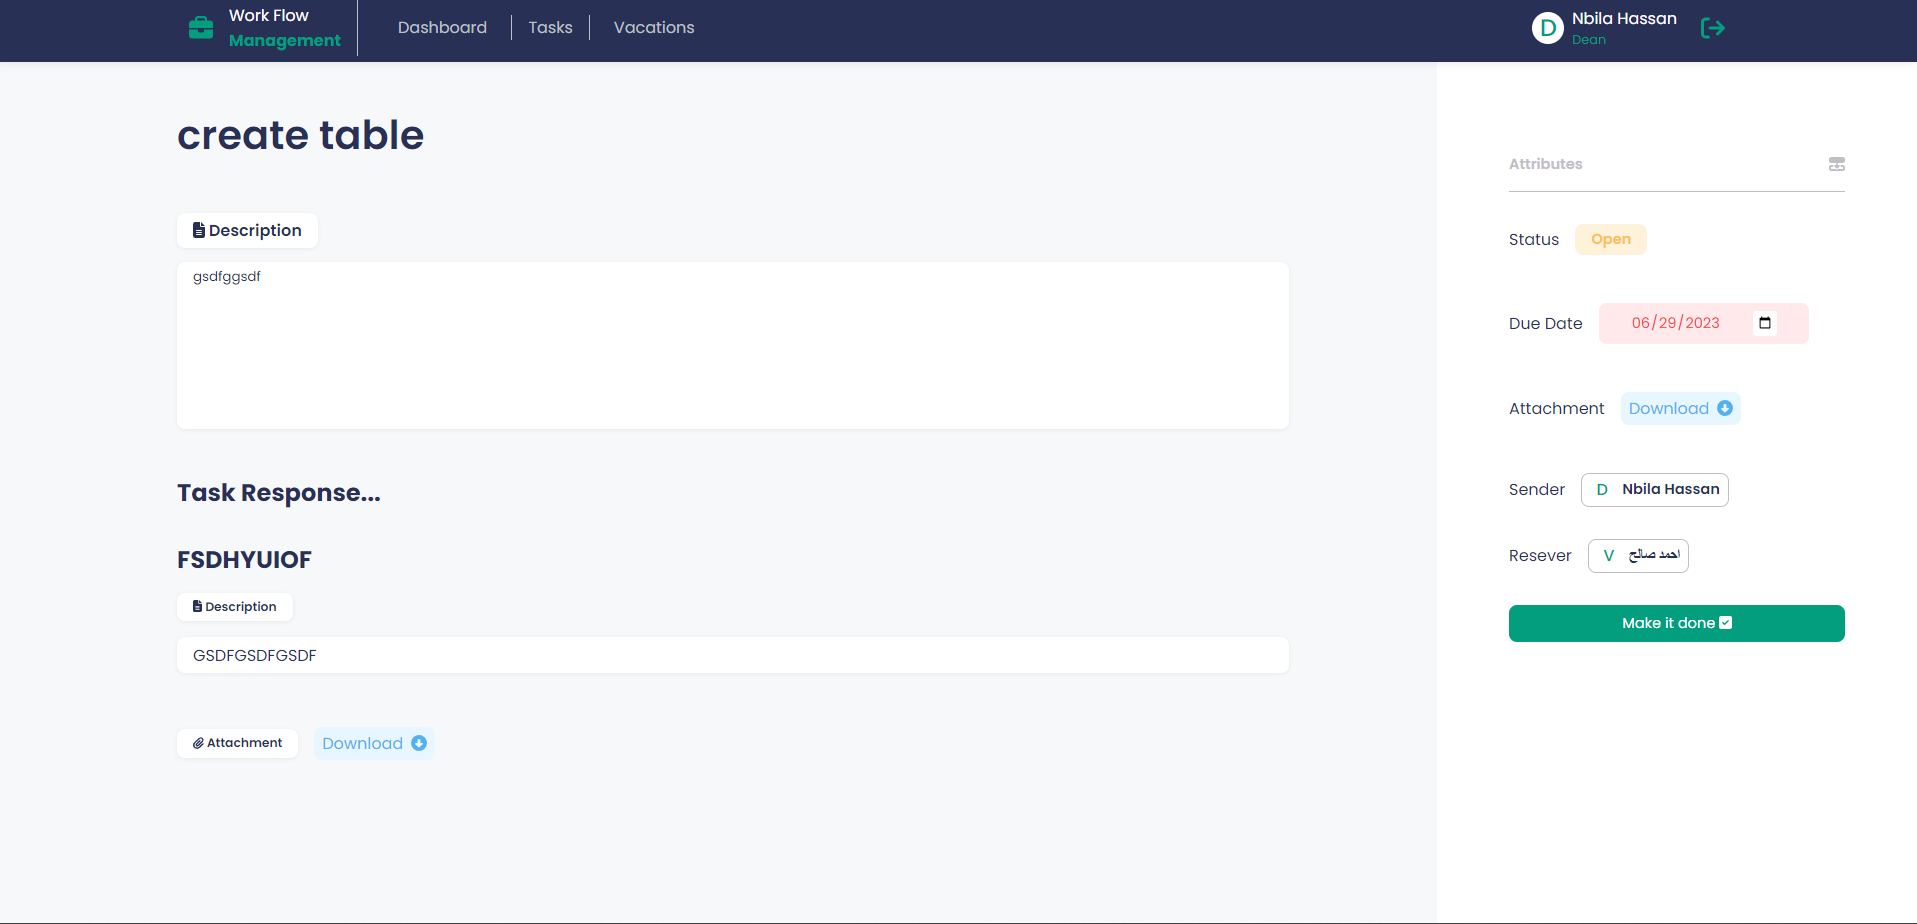 Work Flow
Management
Dashboard
Tasks
Vacations
D
Nbila Hassan
Dean
create table
Description
gsdfggsdf
Task Response...
FSDHYUIOF
Description
GSDFGSDFGSDF
Attachment
Download
Attributes
Status
Open
Due Date
06/29/2023
Attachment
Download
Sender
D Nbila Hassan
Resever
V احمد صالح
Make it done